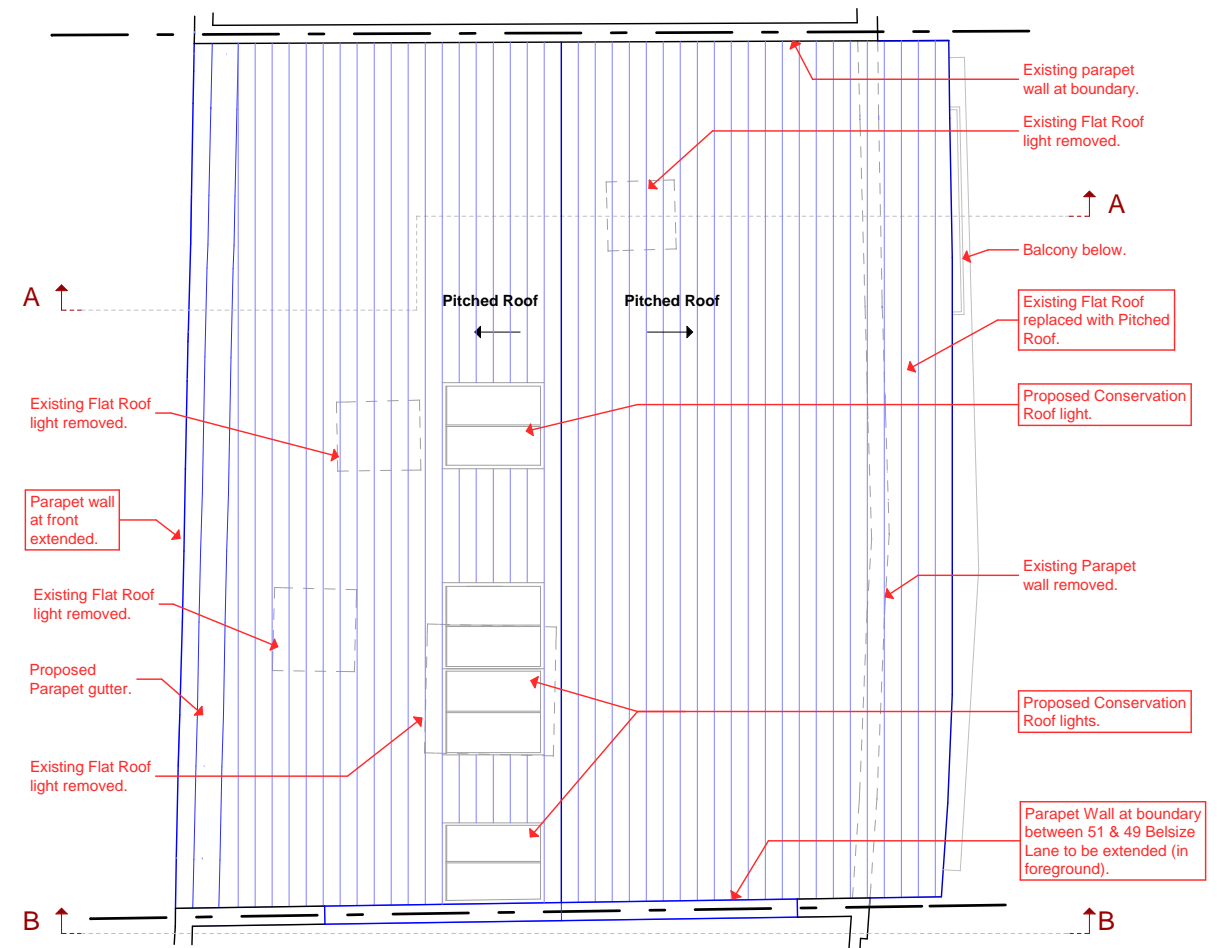 Existing parapet
wall at boundary.
Existing Flat Roof
light removed.
A
Balcony below.
A
Pitched Roof
Pitched Roof
Existing Flat Roof
replaced with Pitched
Roof.
Existing Flat Roof
light removed.
Proposed Conservation
Roof light.
Parapet wall
at front
extended.
Existing Parapet
wall removed.
Existing Flat Roof
light removed.
Proposed
Parapet gutter.
Proposed Conservation
Roof lights.
Existing Flat Roof
light removed.
Parapet Wall at boundary
between 51 & 49 Belsize
Lane to be extended (in
foreground).
B
B